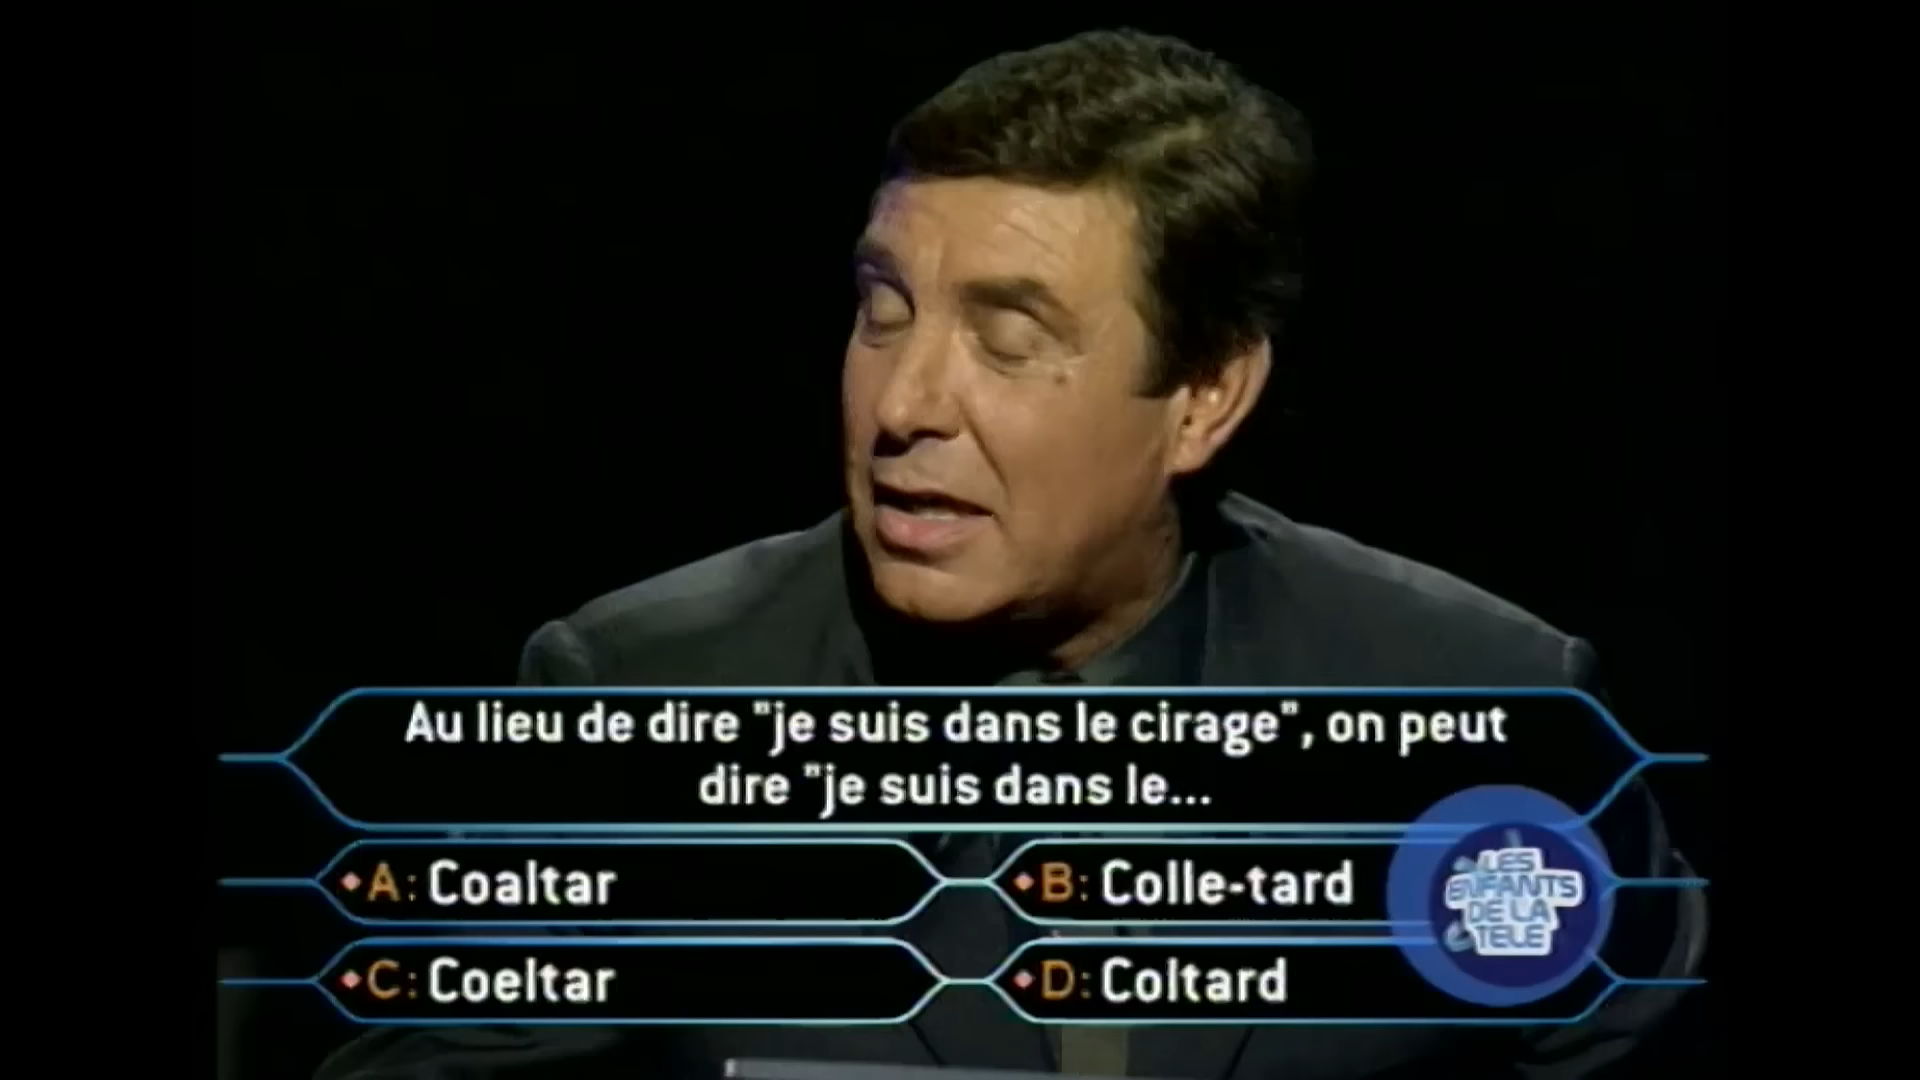 Au lieu de dire "je suis dans le cirage", on peut
dire "je suis dans le...
A: Coaltar
B: Colle-tard
C: Coeltar
D: Coltard
LES
ENFANTS
DE LA
TELE